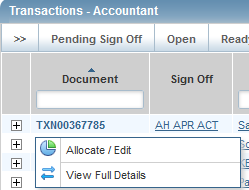 Transactions - Accountant
>> Pending Sign Off Open
Document Sign Off
TXN00367785 AH APR ACT
Allocate / Edit
View Full Details